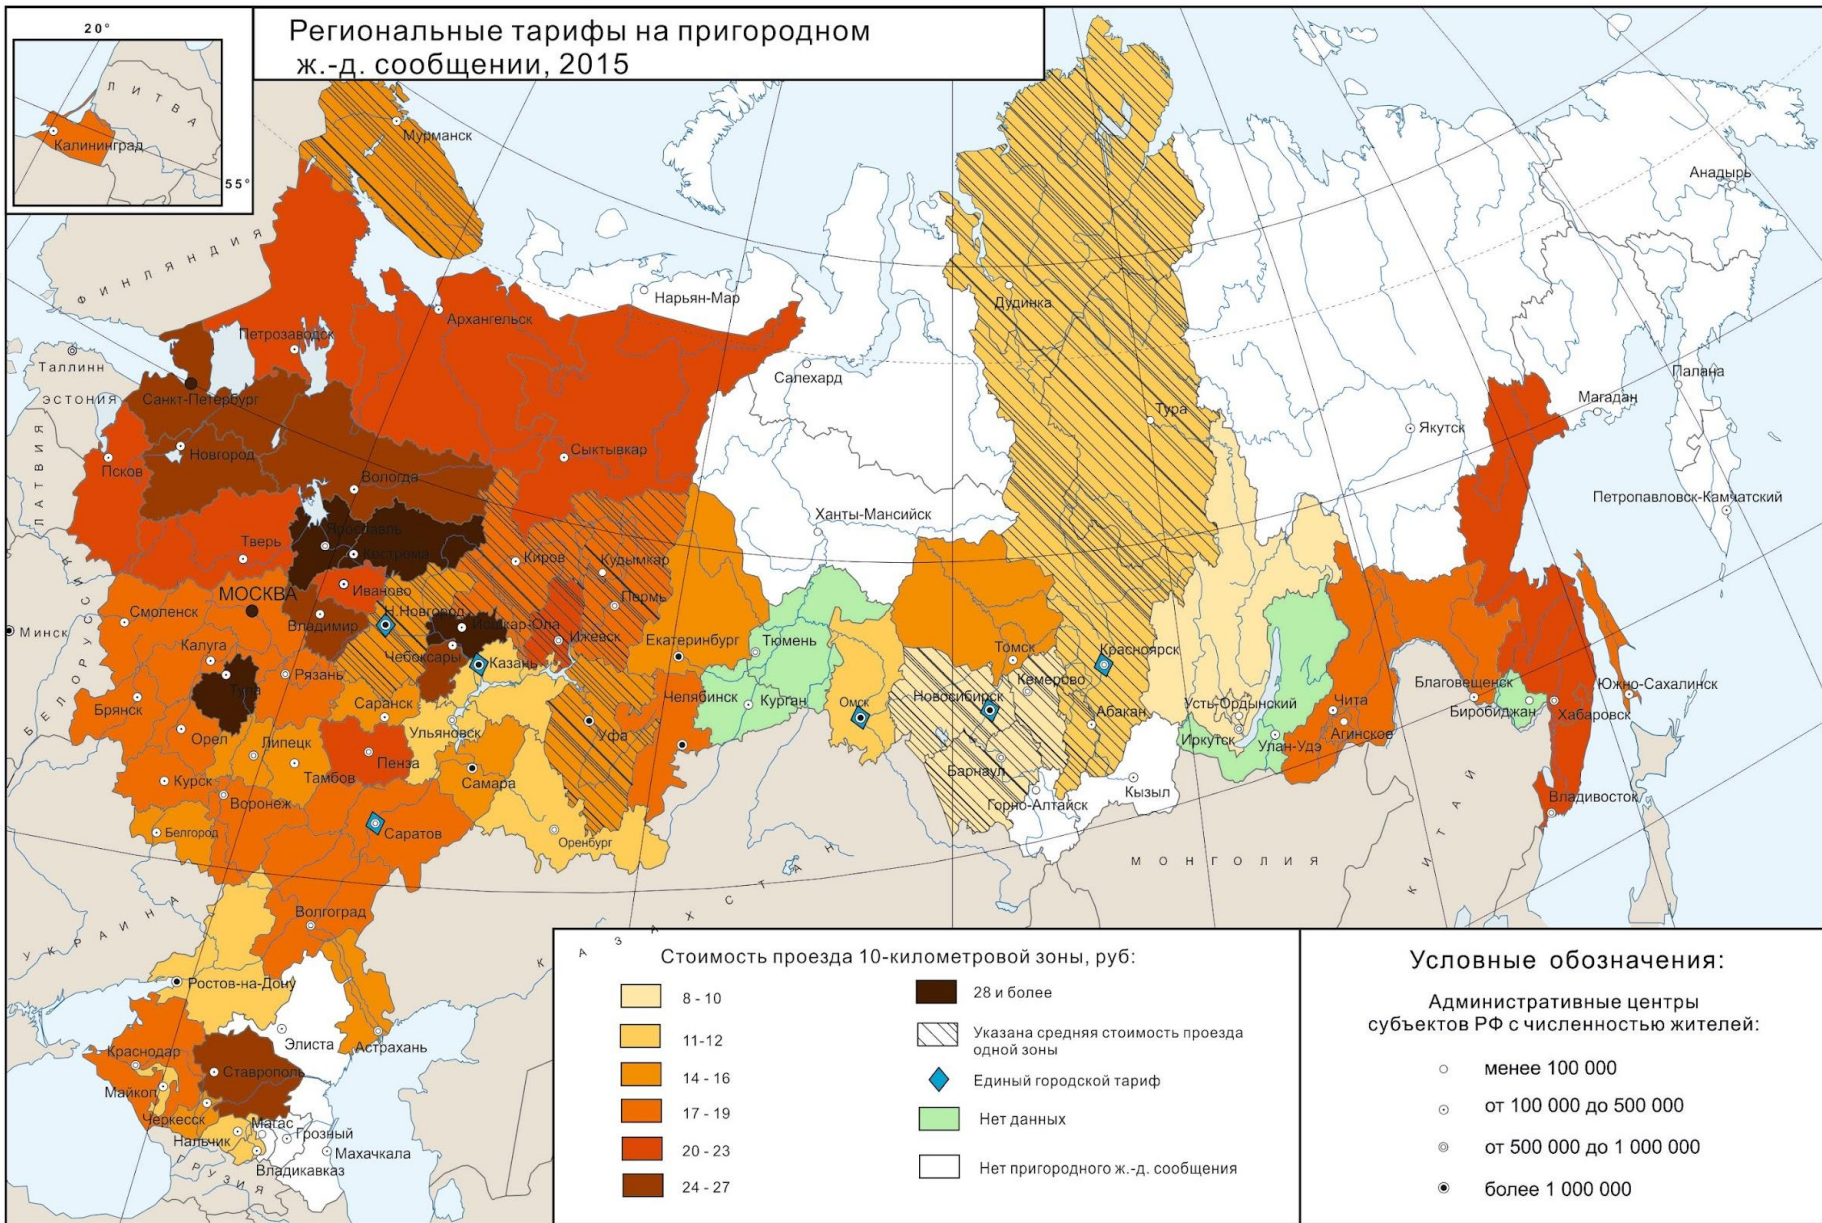 20°
55°
ЛИТВА
Калининград
Региональные тарифы на пригородном
ж.-д. сообщении, 2015
Мурманск
Анадырь
ФИНЛЯНДИЯ
Нарьян-Мар
Дудинка
Архангельск
Петрозаводск
Таллинн
Салехард
Палана
ЭСТОНИЯ
Санкт-Петербург
Магадан
Тура
Якутск
ЛАТВИЯ
Новгород
Псков
Сыктывкар
Вологда
Петропавловск-Камчатский
Ханты-Мансийск
Ярославль
Тверь
Кострома
Киров
Кудымкар
МОСКВА
Иваново
Смоленск
Н.Новгород
Пермь
Минск
Владимир
Йошкар-Ола
Ижевск
Екатеринбург
Тюмень
БЕЛОРУССИЯ
Калуга
Чебоксары
Казань
Томск
Красноярск
Тула
Рязань
Кемерово
Благовещенск
Южно-Сахалинск
Брянск
Саранск
Челябинск
Курган
Омск
Новосибирск
Абакан
Усть-Ордынский
Чита
Биробиджан
Хабаровск
Орел
Липецк
Ульяновск
Уфа
Иркутск
Улан-Удэ
Агинское
Пенза
Тамбов
Самара
Барнаул
Курск
Воронеж
Горно-Алтайск
Кызыл
Владивосток
Белгород
Саратов
Оренбург
МОНГОЛИЯ
КИТАЙ
КАЗАХСТАН
УКРАИНА
Волгоград
Ростов-на-Дону
Элиста
Астрахань
Краснодар
Ставрополь
Майкоп
Черкесск
Магас
Нальчик
Грозный
Махачкала
Владикавказ
ГРУЗИЯ
Стоимость проезда 10-километровой зоны, руб:
8 - 10
11-12
14 - 16
17 - 19
20 - 23
24 - 27
28 и более
Указана средняя стоимость проезда
одной зоны
Единый городской тариф
Нет данных
Нет пригородного ж.-д. сообщения
Условные обозначения:
Административные центры
субъектов РФ с численностью жителей:
менее 100 000
от 100 000 до 500 000
от 500 000 до 1 000 000
более 1 000 000